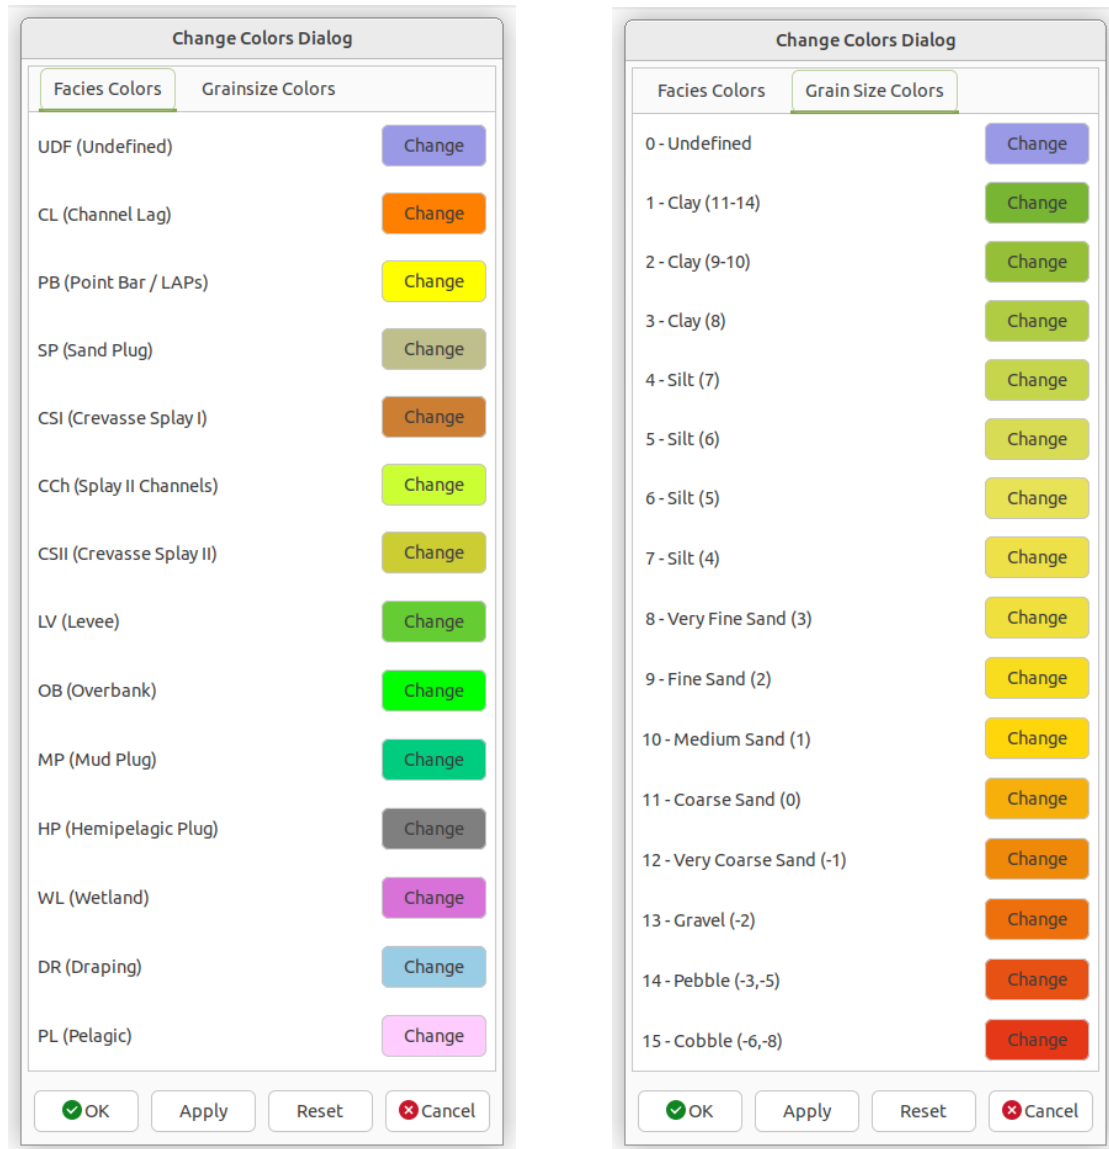 Change Colors Dialog
Facies Colors Grainsize Colors
UDF (Undefined) Change
CL (Channel Lag) Change
PB (Point Bar / LAPs) Change
SP (Sand Plug) Change
CSI (Crevasse Splay I) Change
CCh (Splay II Channels) Change
CSII (Crevasse Splay II) Change
LV (Levee) Change
OB (Overbank) Change
MP (Mud Plug) Change
HP (Hemipelagic Plug) Change
WL (Wetland) Change
DR (Draping) Change
PL (Pelagic) Change
OK Apply Reset Cancel
Change Colors Dialog
Facies Colors Grain Size Colors
0 - Undefined Change
1 - Clay (11-14) Change
2 - Clay (9-10) Change
3 - Clay (8) Change
4 - Silt (7) Change
5 - Silt (6) Change
6 - Silt (5) Change
7 - Silt (4) Change
8 - Very Fine Sand (3) Change
9 - Fine Sand (2) Change
10 - Medium Sand (1) Change
11 - Coarse Sand (0) Change
12 - Very Coarse Sand (-1) Change
13 - Gravel (-2) Change
14 - Pebble (-3,-5) Change
15 - Cobble (-6,-8) Change
OK Apply Reset Cancel